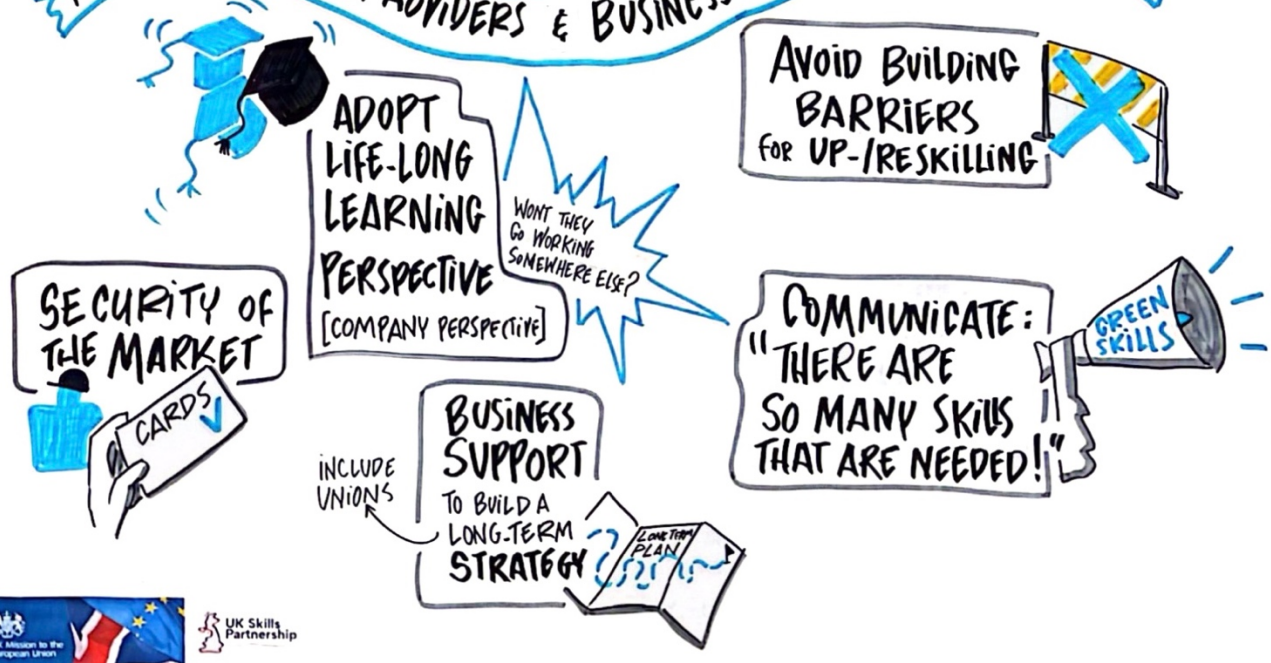 PROVIDERS & BUSINESS
ADOPT
LIFE-LONG
LEARNING
PERSPECTIVE
[COMPANY PERSPECTIVE]
WONT THEY
GO WORKING
SOMEWHERE ELSE?
AVOID BUILDING
BARRIERS
FOR UP-/RESKILLING
SECURITY OF
THE MARKET
CARDS
COMMUNICATE:
"THERE ARE
SO MANY SKILLS
THAT ARE NEEDED!"
GREEN
SKILLS
BUSINESS
SUPPORT
TO BUILD A
LONG-TERM
STRATEGY
INCLUDE
UNIONS
LONG TERM
PLAN
Mission to the
European Union
UK Skills
Partnership